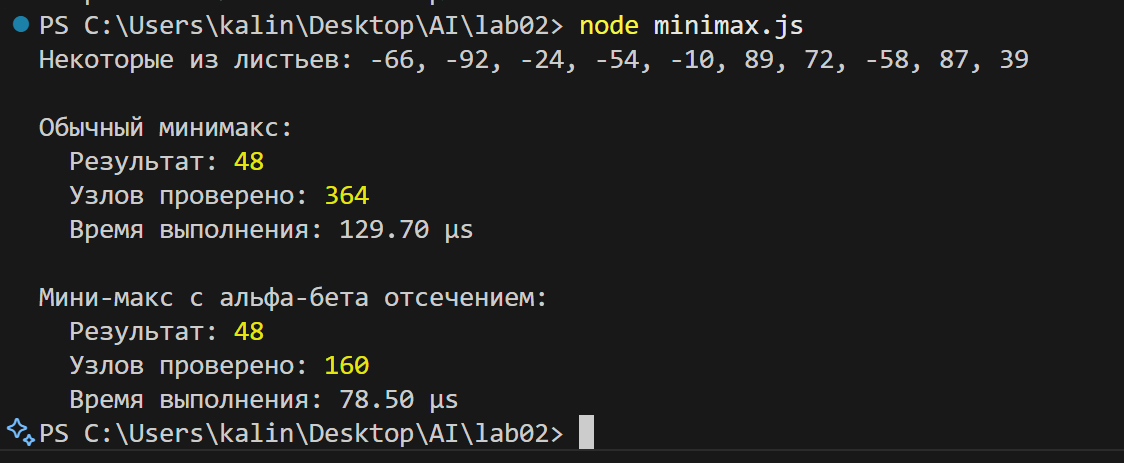 PS C:\Users\kalin\Desktop\AI\lab02> node minimax.js
Некоторые из листьев: -66, -92, -24, -54, -10, 89, 72, -58, 87, 39
Обычный минимакс:
Результат: 48
Узлов проверено: 364
Время выполнения: 129.70 µs
Мини-макс с альфа-бета отсечением:
Результат: 48
Узлов проверено: 160
Время выполнения: 78.50 µs
PS C:\Users\kalin\Desktop\AI\lab02>